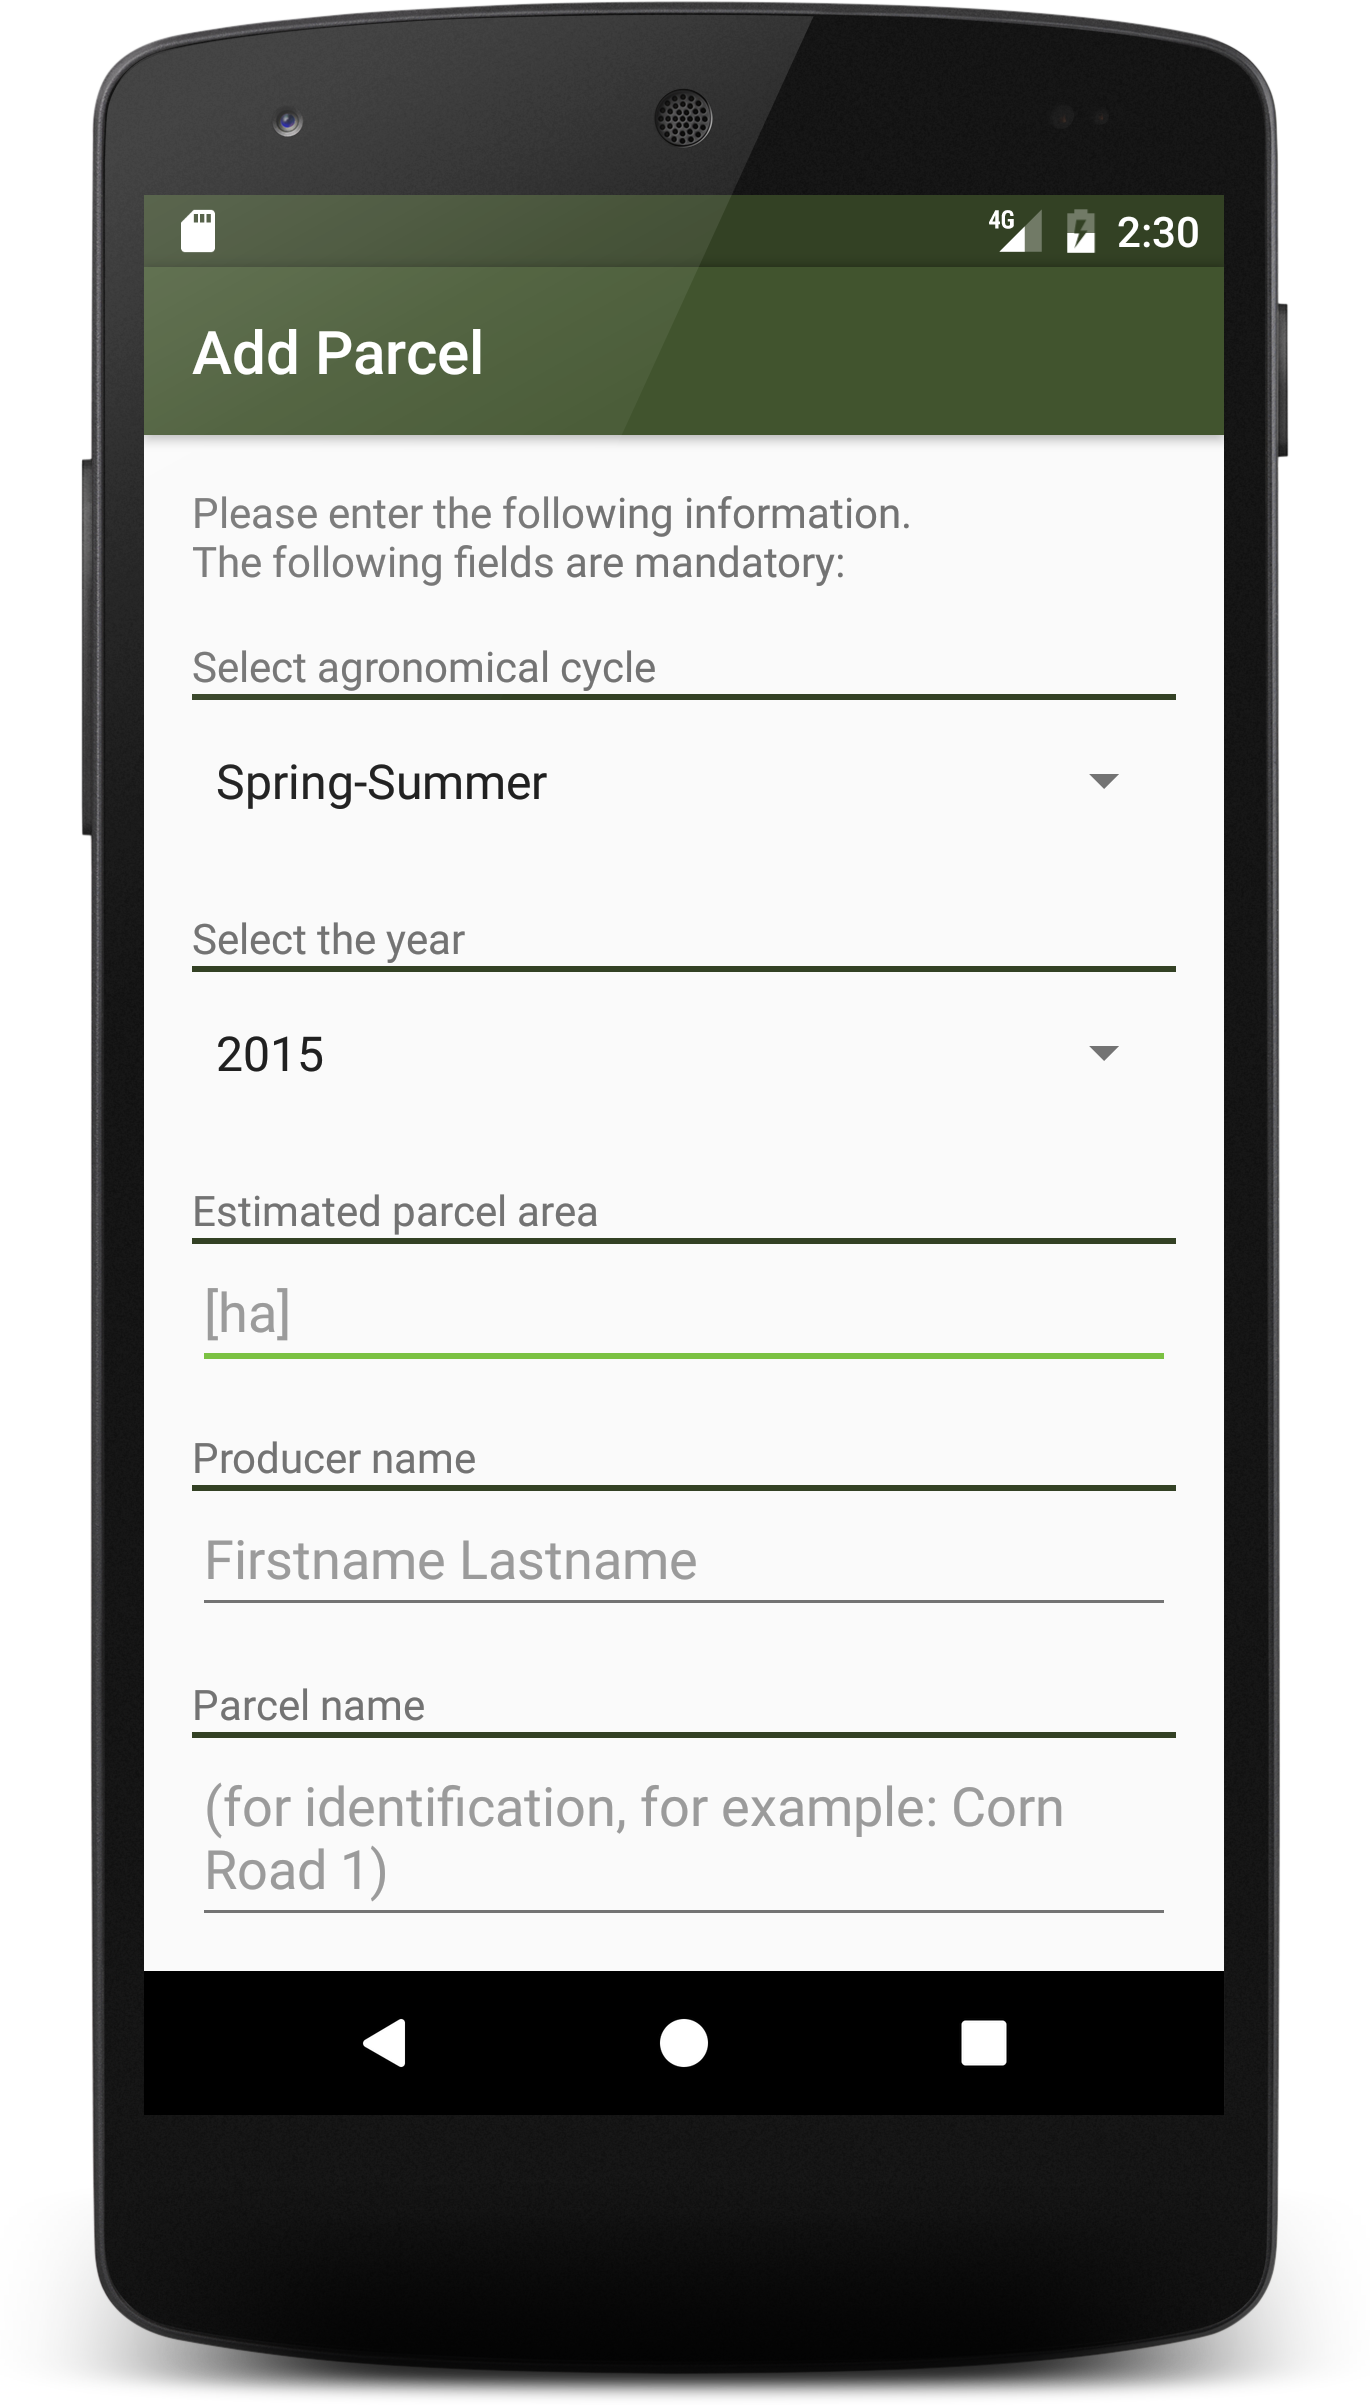 4G 2:30
Add Parcel
Please enter the following information.
The following fields are mandatory:
Select agronomical cycle
Spring-Summer
Select the year
2015
Estimated parcel area
[ha]
Producer name
Firstname Lastname
Parcel name
(for identification, for example: Corn
Road 1)